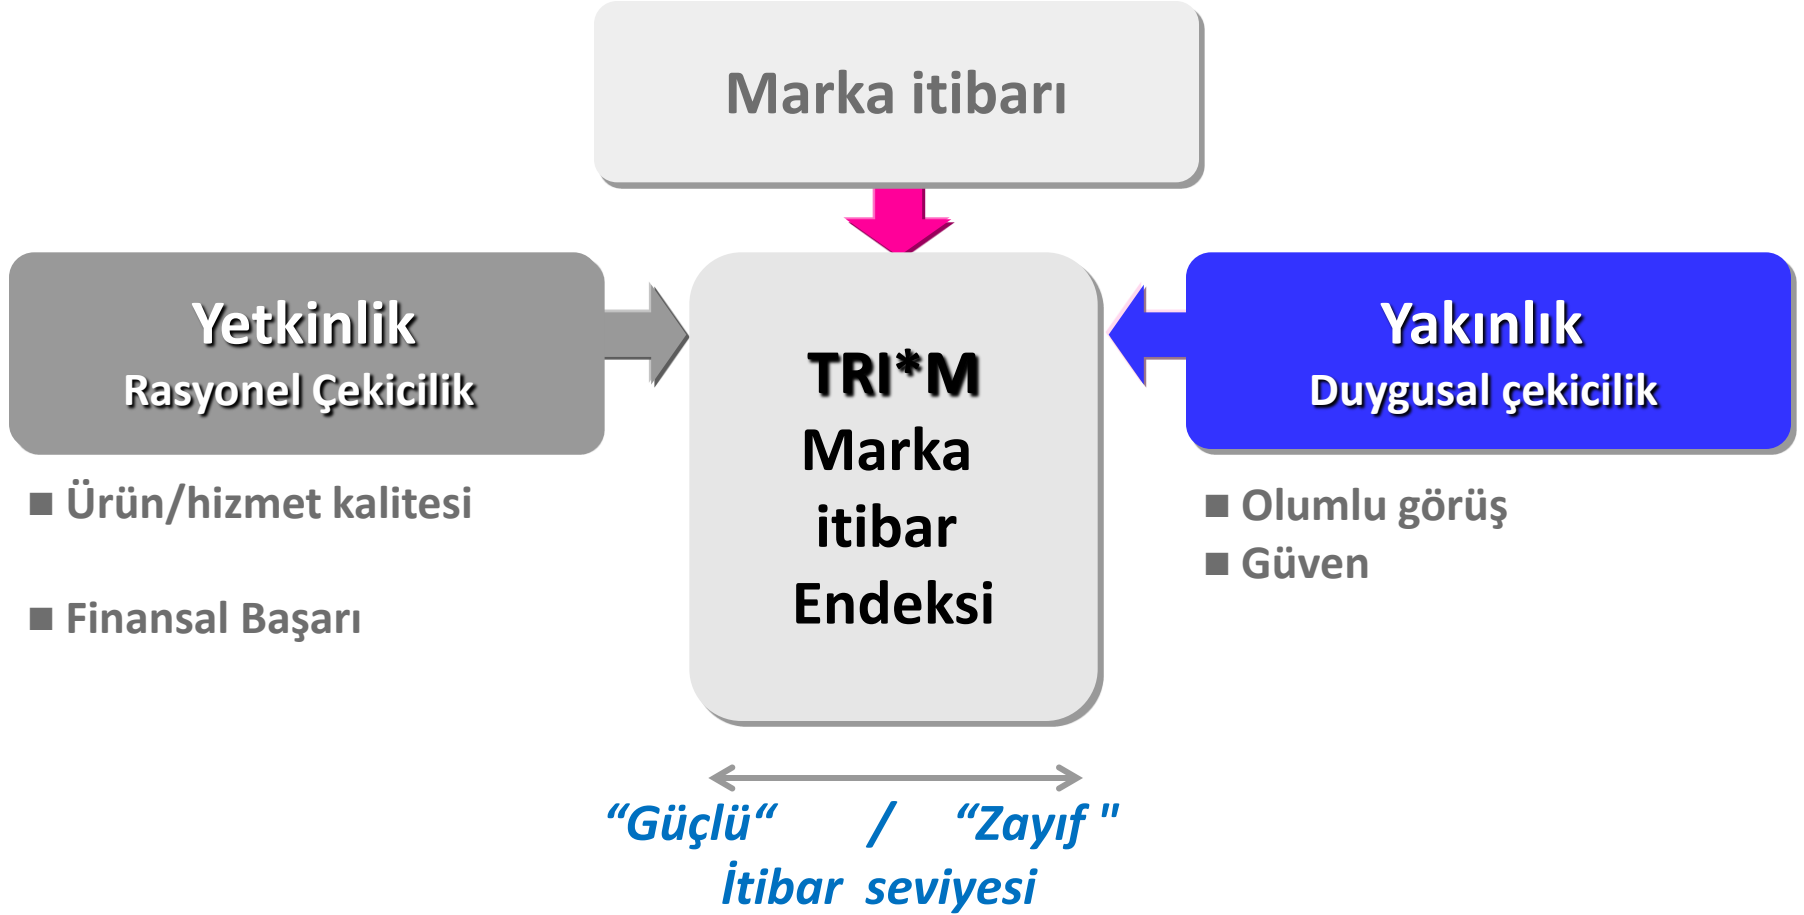 Marka itibarı
Yetkinlik
Rasyonel Çekicilik
■ Ürün/hizmet kalitesi
■ Finansal Başarı
TRI*M
Marka
itibar
Endeksi
Yakınlık
Duygusal çekicilik
■ Olumlu görüş
■ Güven
“Güçlü“ / “Zayıf "
İtibar seviyesi